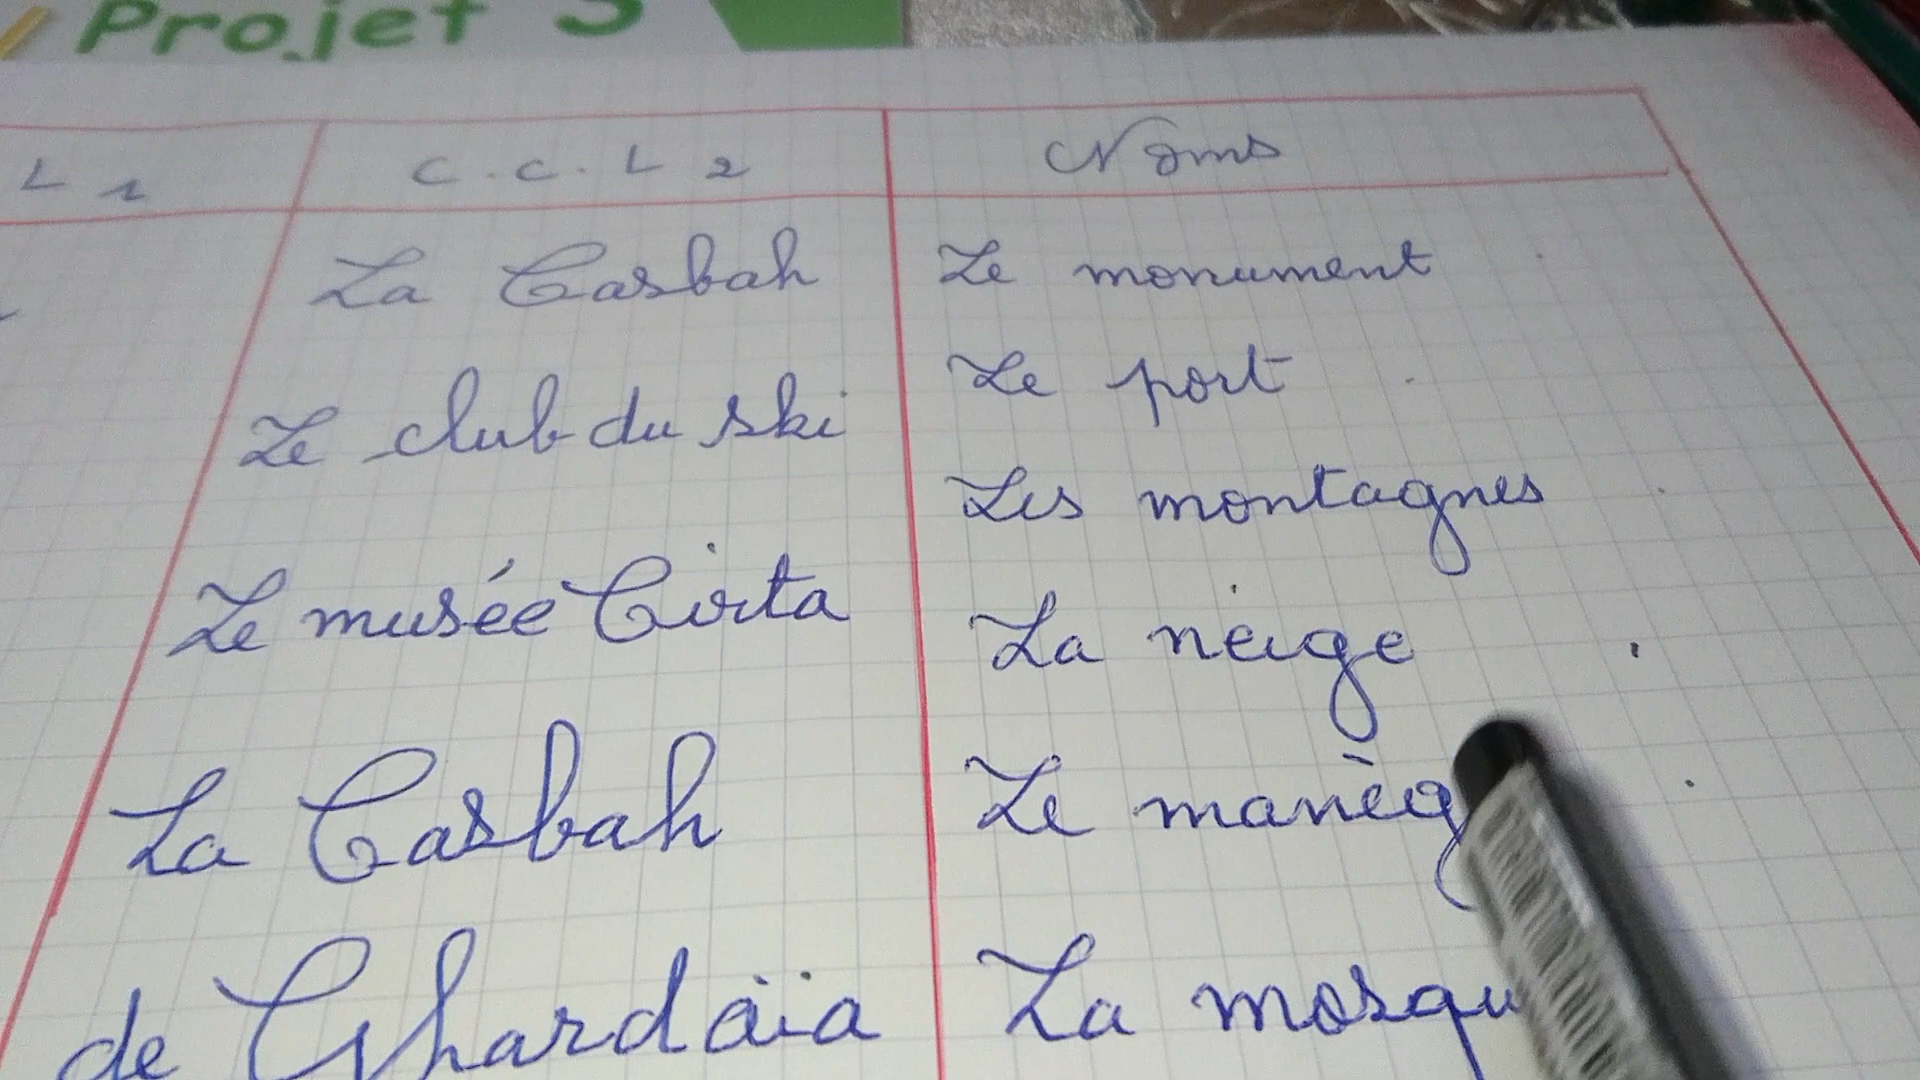 Projet 3
L 1
C.C.L 2
Noms
La Casbah
Le club du ski
Le musée Cirta
La Casbah
de Ghardaïa
Le monument
Le port
Les montagnes
La neige
Le manèg
La mosqu